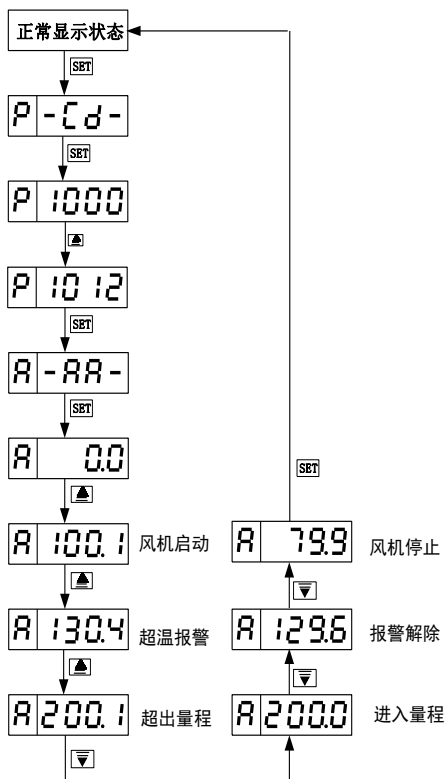 正常显示状态
SET
P -Cd-
SET
P 1000
P 1012
SET
A -AA-
SET
A 0.0
A 100.1 风机启动
A 130.4 超温报警
A 200.1 超出量程
SET
A 79.9 风机停止
A 129.6 报警解除
A 200.0 进入量程